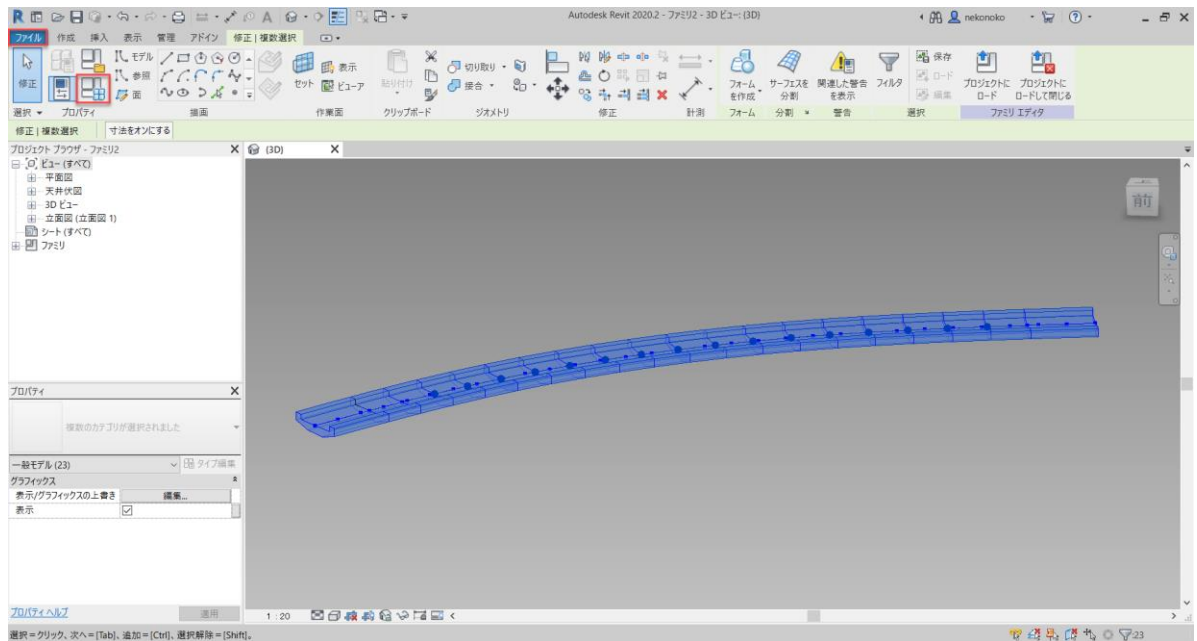 Autodesk Revit 2020.2 - ファミリ2 - 3D ビュー: {3D}
nekonoko
ファイル 作成 挿入 表示 管理 アドイン 修正 | 複数選択
修正
モデル
参照
面
セット
表示
ビューア
貼り付け
切り取り
接合
フォームを作成
サーフェスを分割
関連した警告を表示
フィルタ
保存
ロード
編集
プロジェクトにロード
プロジェクトにロードして閉じる
選択 プロパティ 描画 作業面 クリップボード ジオメトリ 修正 計測 フォーム 分割 警告 選択 ファミリ エディタ
修正 | 複数選択 寸法をオンにする
プロジェクト ブラウザ - ファミリ2
{3D}
ビュー (すべて)
平面図
天井伏図
3D ビュー
立面図 (立面図 1)
シート (すべて)
ファミリ
前
プロパティ
複数のカテゴリが選択されました
一般モデル (23) タイプ編集
グラフィックス
表示/グラフィックスの上書き 編集...
表示
プロパティ ヘルプ 適用
1 : 20
選択 = クリック、次へ = [Tab]、追加 = [Ctrl]、選択解除 = [Shift]。
:23